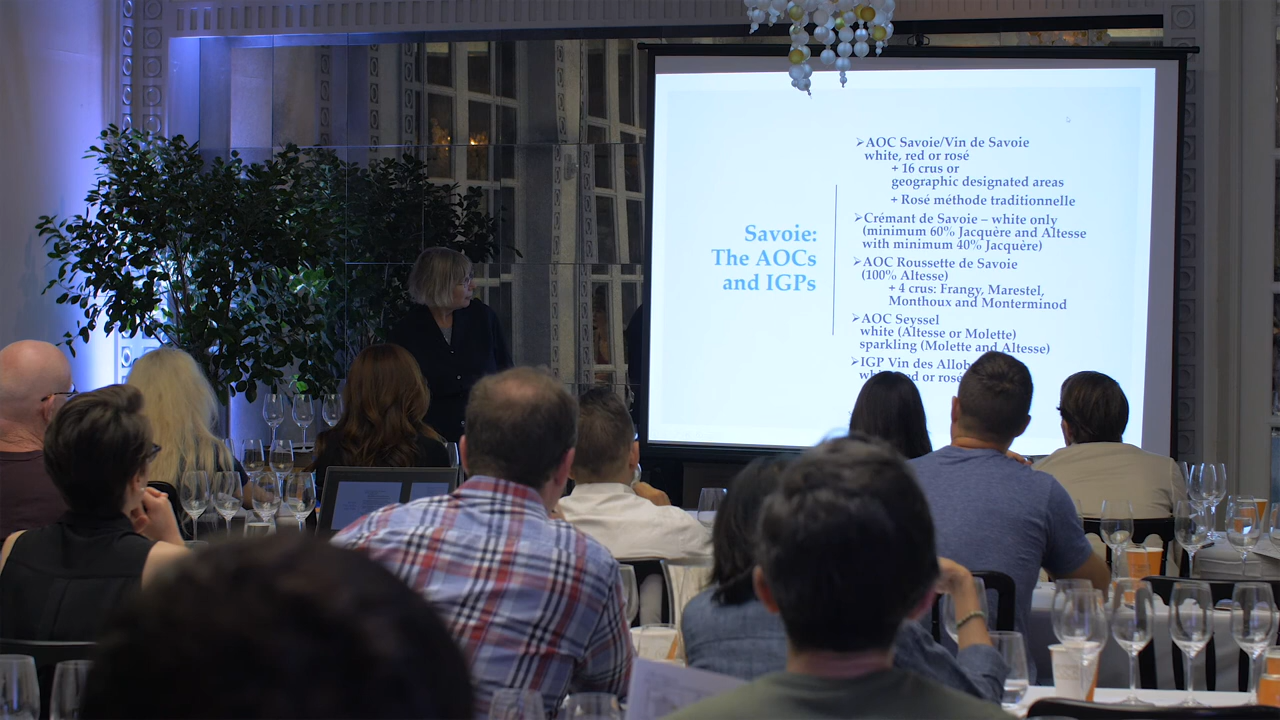 Savoie:
The AOCs
and IGPs
➢AOC Savoie/Vin de Savoie
white, red or rosé
+ 16 crus or
geographic designated areas
+ Rosé méthode traditionnelle
➢Crémant de Savoie – white only
(minimum 60% Jacquère and Altesse
with minimum 40% Jacquère)
➢AOC Roussette de Savoie
(100% Altesse)
+ 4 crus: Frangy, Marestel,
Monthoux and Monterminod
➢AOC Seyssel
white (Altesse or Molette)
sparkling (Molette and Altesse)
➢IGP Vin des
or rosé